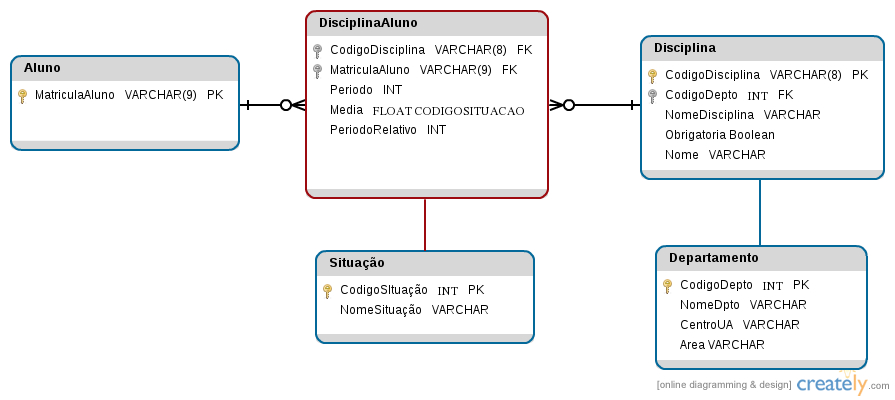 Aluno
MatriculaAluno VARCHAR(9) PK
DisciplinaAluno
CodigoDisciplina VARCHAR(8) FK
MatriculaAluno VARCHAR(9) FK
Periodo INT
Media FLOAT CODIGOSITUACAO
PeriodoRelativo INT
Disciplina
CodigoDisciplina VARCHAR(8) PK
CodigoDepto INT FK
NomeDisciplina VARCHAR
Obrigatoria Boolean
Nome VARCHAR
Situação
CodigoSItuação INT PK
NomeSituação VARCHAR
Departamento
CodigoDepto INT PK
NomeDpto VARCHAR
CentroUA VARCHAR
Area VARCHAR
[online diagramming & design] creately.com